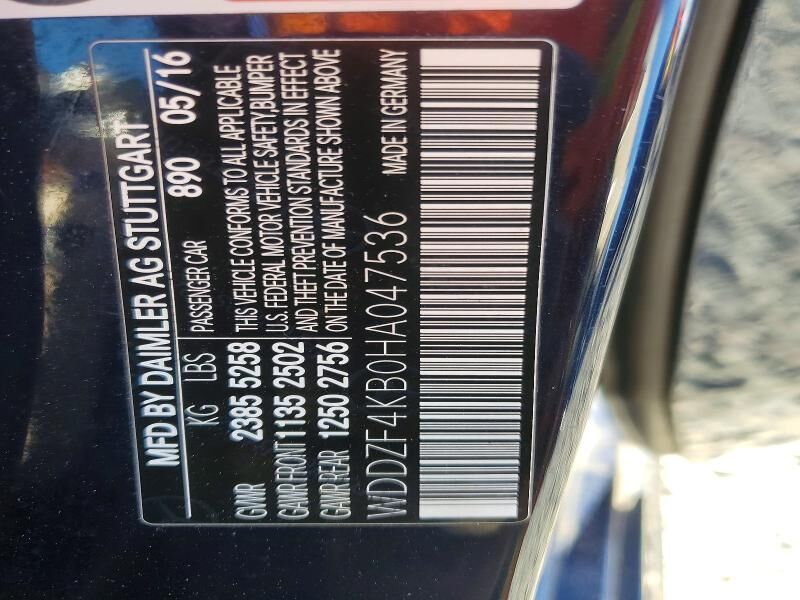 MFD BY DAIMLER AG STUTTGART 890 05/16
KG LBS PASSENGER CAR
GWR 2385 5258 THIS VEHICLE CONFORMS TO ALL APPLICABLE
GAWR FRONT 1135 2502 U.S. FEDERAL MOTOR VEHICLE SAFETY,BUMPER
GAWR REAR 1250 2756 AND THEFT PREVENTION STANDARDS IN EFFECT
ON THE DATE OF MANUFACTURE SHOWN ABOVE
WDDZF4KB0HA047536 MADE IN GERMANY